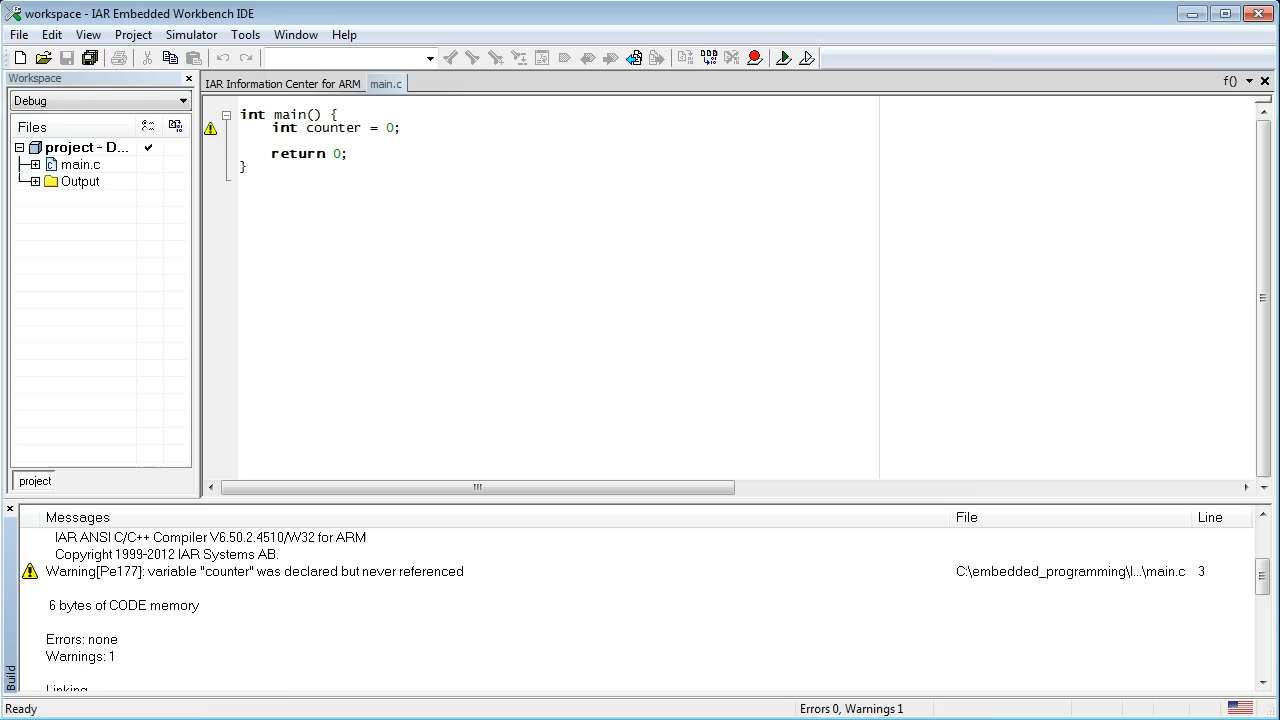 workspace - IAR Embedded Workbench IDE
File Edit View Project Simulator Tools Window Help
Workspace
IAR Information Center for ARM main.c f()
Debug
Files
project - D...
main.c
Output
int main() {
int counter = 0;
return 0;
}
project
Messages File Line
IAR ANSI C/C++ Compiler V6.50.2.4510/W32 for ARM
Copyright 1999-2012 IAR Systems AB.
Warning[Pe177]: variable "counter" was declared but never referenced C:\embedded_programming\l...\main.c 3
6 bytes of CODE memory
Errors: none
Warnings: 1
Linking
Build
Ready Errors 0, Warnings 1